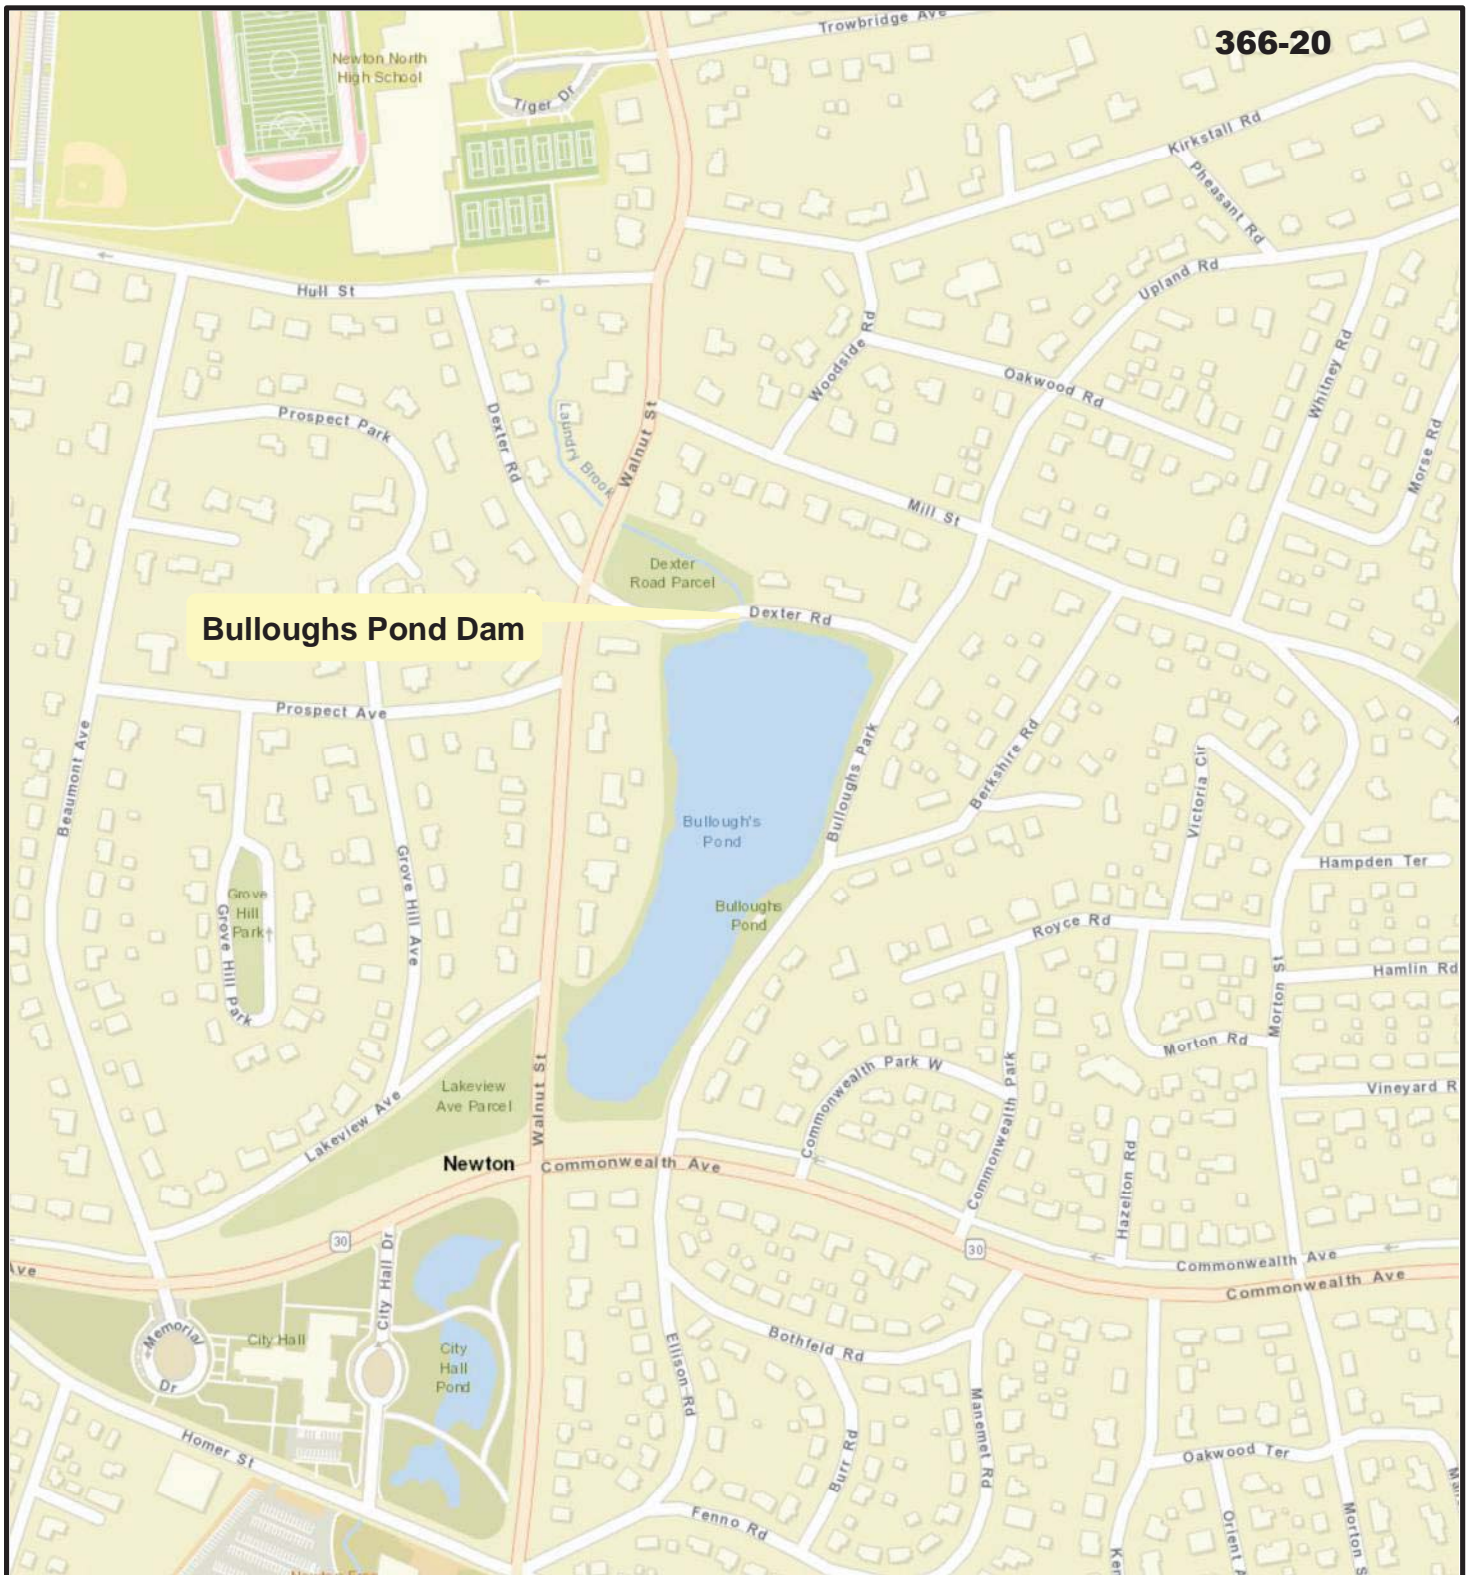 Trowbridge Ave
366-20
Newton North
High School
Tiger Dr
Kirkstall Rd
Pheasant Rd
Hull St
Upland Rd
Woodside Rd
Oakwood Rd
Whitney Rd
Morse Rd
Prospect Park
Dexter Rd
Laundry Brook
Walnut St
Mill St
Dexter
Road Parcel
Dexter Rd
Bulloughs Pond Dam
Prospect Ave
Beaumont Ave
Bulloughs Park
Berkshire Rd
Victoria Cir
Bullough's
Pond
Hampden Ter
Grove Hill Ave
Grove
Hill
Park
Grove Hill Park
Bulloughs
Pond
Royce Rd
Hamlin Rd
Morton St
Morton Rd
Commonwealth Park W
Commonwealth Park
Vineyard R
Lakeview
Ave Parcel
Lakeview Ave
Walnut St
Hazelton Rd
Newton
Commonwealth Ave
30
30
Ave
City Hall Dr
Commonwealth Ave
Commonwealth Ave
Memorial
Dr
City Hall
City
Hall
Pond
Bothfeld Rd
Ellison Rd
Manemet Rd
Burr Rd
Homer St
Oakwood Ter
Fenno Rd
Orient A
Morton S
Ker